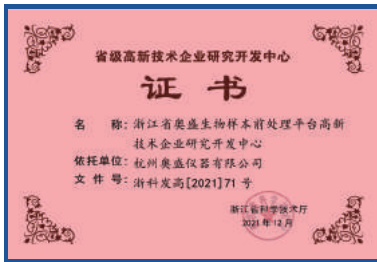 省级高新技术企业研究开发中心
证书
名 称：浙江省奥盛生物样本前处理平台高新
技术企业研究开发中心
依托单位：杭州奥盛仪器有限公司
文 件 号：浙科发高[2021]71 号
浙江省科学技术厅
2021年12月